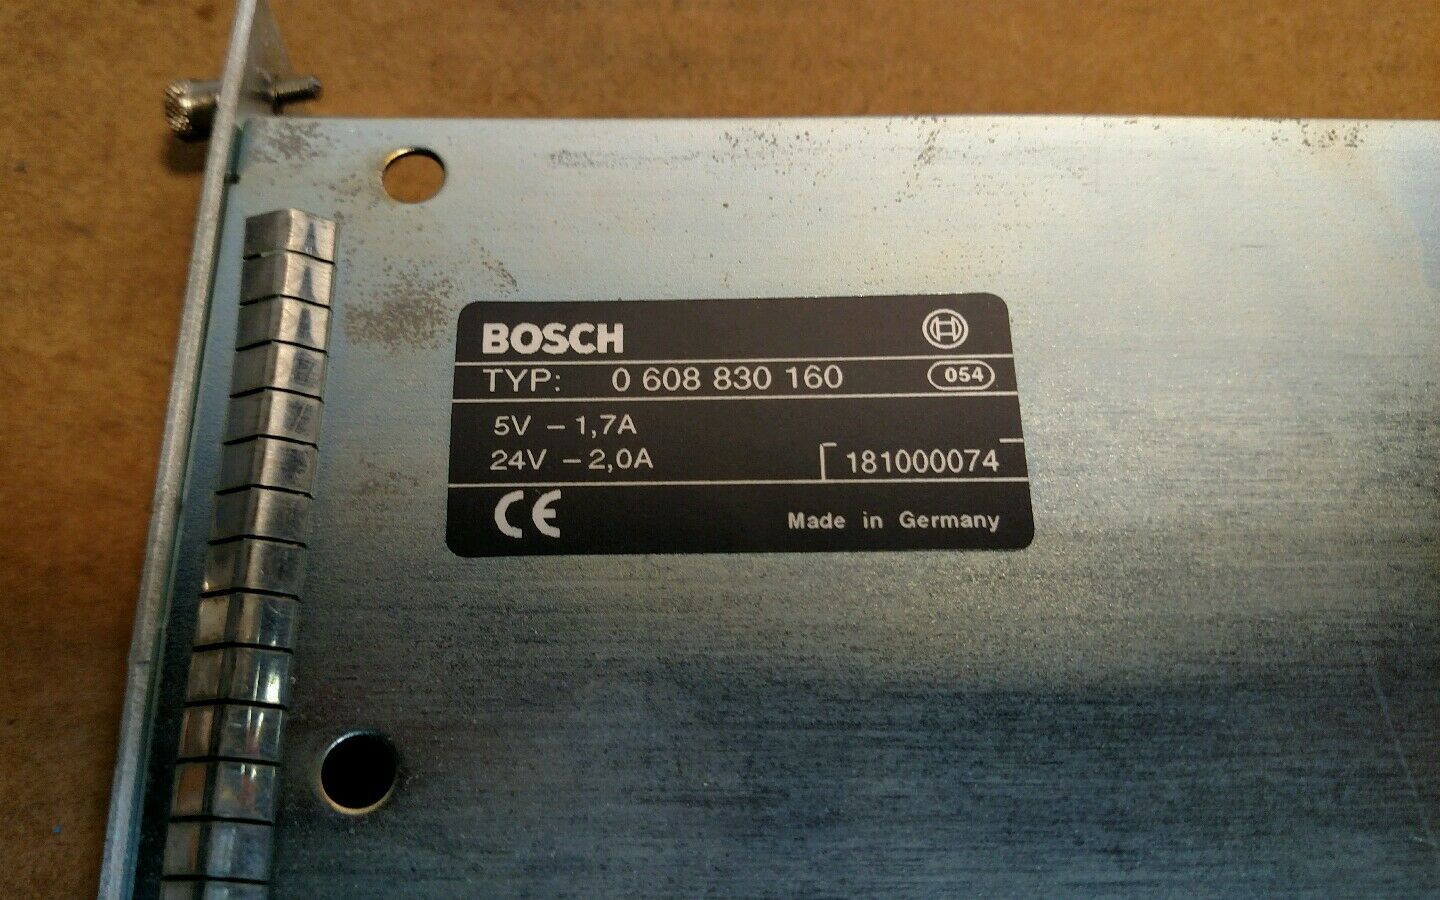 BOSCH
TYP: 0 608 830 160 054
5V – 1,7A
24V – 2,0A 181000074
CE Made in Germany